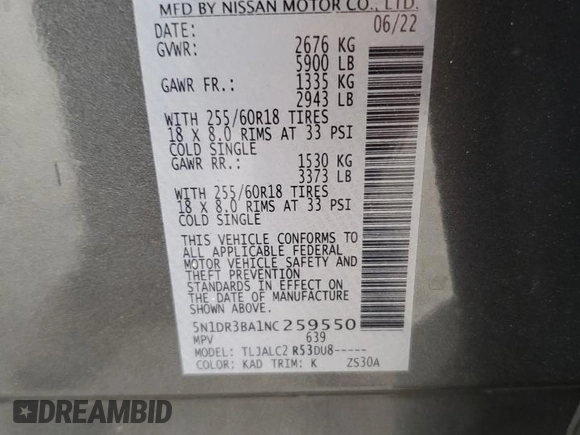 MFD BY NISSAN MOTOR CO., LTD.
DATE: 06/22
GVWR: 2676 KG
5900 LB
GAWR FR.: 1335 KG
2943 LB
WITH 255/60R18 TIRES
18 X 8.0 RIMS AT 33 PSI
COLD SINGLE
GAWR RR.: 1530 KG
3373 LB
WITH 255/60R18 TIRES
18 X 8.0 RIMS AT 33 PSI
COLD SINGLE
THIS VEHICLE CONFORMS TO
ALL APPLICABLE FEDERAL
MOTOR VEHICLE SAFETY AND
THEFT PREVENTION
STANDARDS IN EFFECT ON
THE DATE OF MANUFACTURE
SHOWN ABOVE.
5N1DR3BA1NC259550
MPV 639
MODEL: TLJALC2 R53DU8-----
COLOR: KAD TRIM: K ZS30A
DREAMBID